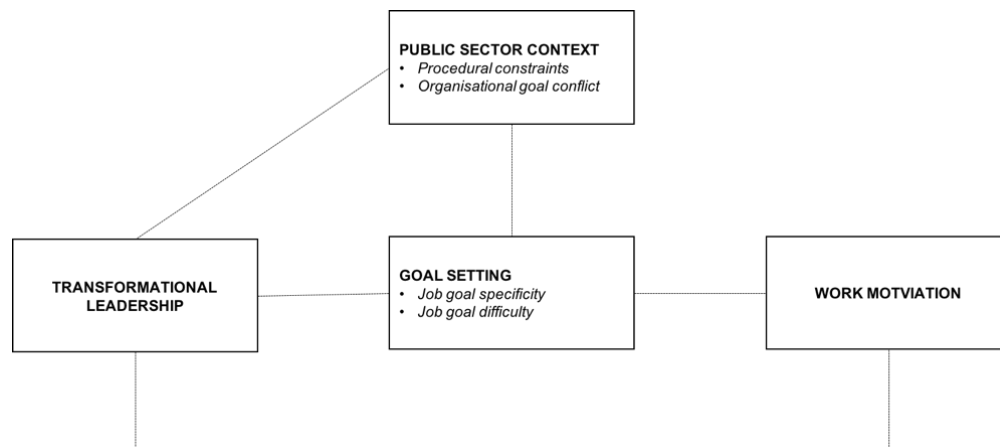 PUBLIC SECTOR CONTEXT
• Procedural constraints
• Organisational goal conflict
TRANSFORMATIONAL
LEADERSHIP
GOAL SETTING
• Job goal specificity
• Job goal difficulty
WORK MOTVIATION